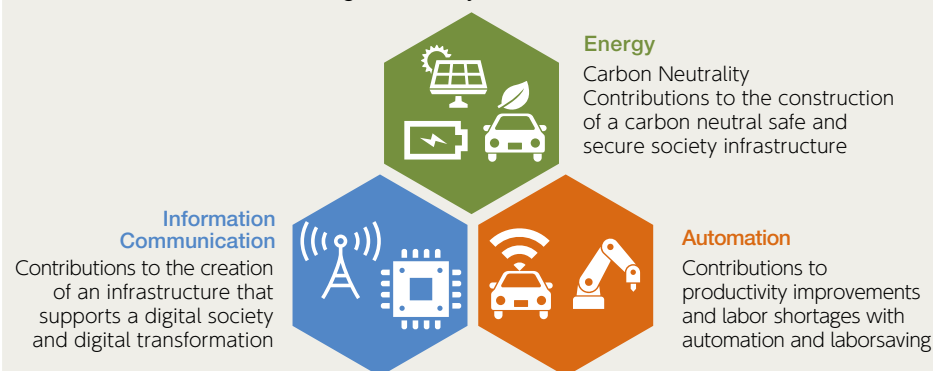 Energy
Carbon Neutrality
Contributions to the construction
of a carbon neutral safe and
secure society infrastructure
Information
Communication
Contributions to the creation
of an infrastructure that
supports a digital society
and digital transformation
Automation
Contributions to
productivity improvements
and labor shortages with
automation and laborsaving